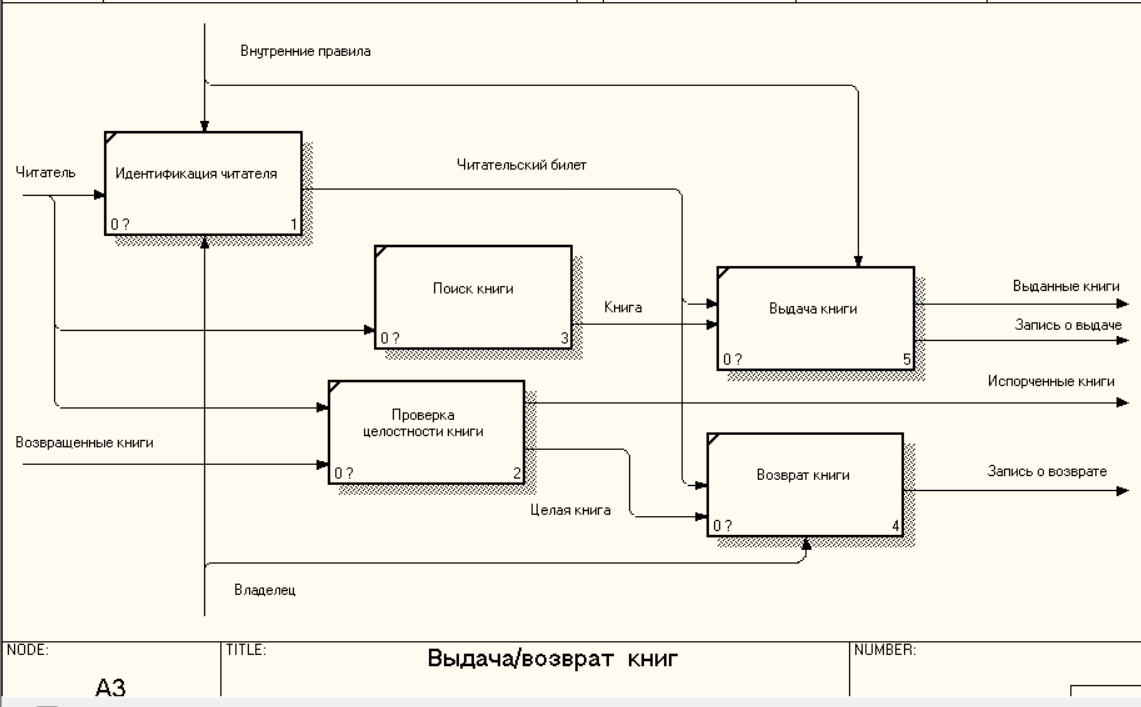 Внутренние правила
Читатель
Идентификация читателя
0 ?
1
Читательский билет
Поиск книги
0 ?
3
Книга
Выдача книги
0 ?
5
Выданные книги
Запись о выдаче
Испорченные книги
Проверка
целостности книги
0 ?
2
Возвращенные книги
Целая книга
Возврат книги
0 ?
4
Запись о возврате
Владелец
NODE:
A3
TITLE:
Выдача/возврат книг
NUMBER: